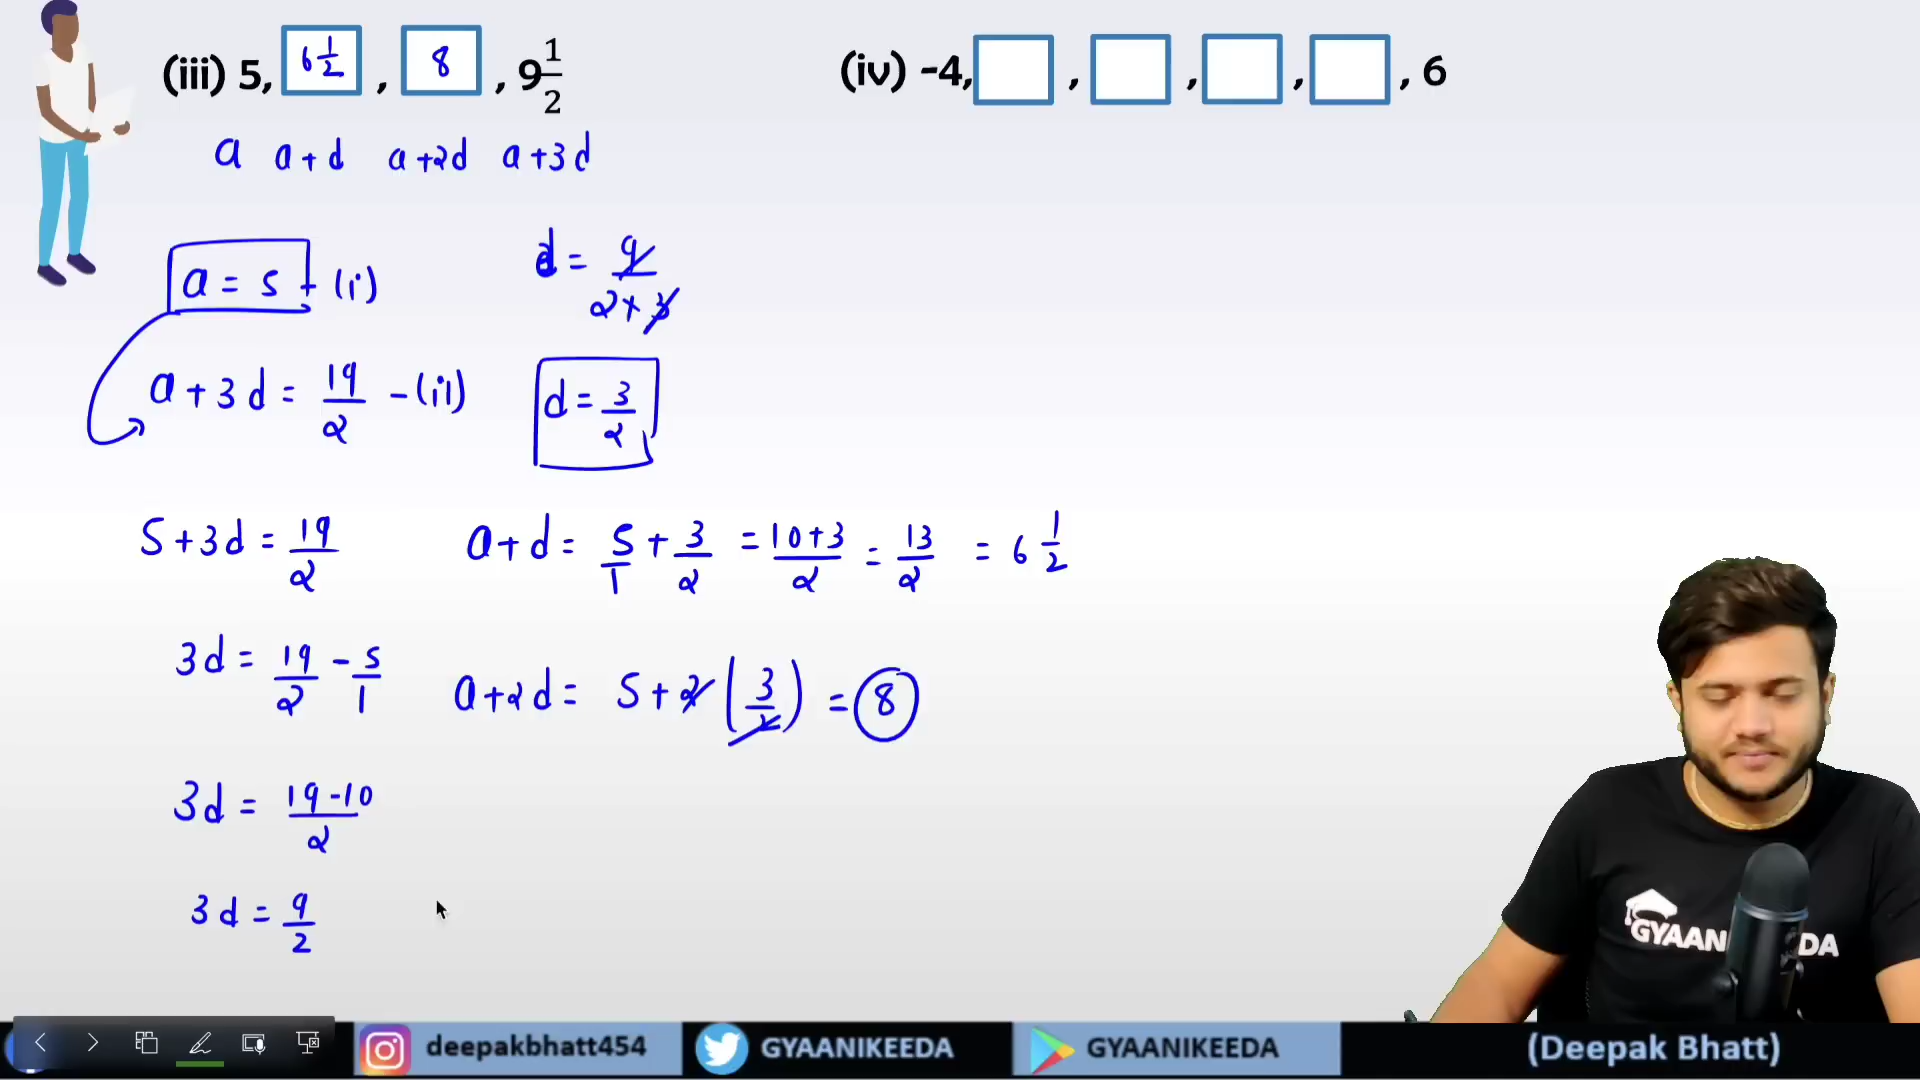 (iii) 5, 6 1/2 , 8 , 9 1/2
a a+d a+2d a+3d
a = 5 - (i)
a + 3d = 19/2 - (ii)
5 + 3d = 19/2
3d = 19/2 - 5/1
3d = 19-10/2
3d = 9/2
d = 9/2×3
d = 3/2
a+d = 5/1 + 3/2 = 10+3/2 = 13/2 = 6 1/2
a+2d = 5 + 2 (3/2) = 8
(iv) -4, , , , , 6
GYAANIKEEDA
deepakbhatt454
GYAANIKEEDA
GYAANIKEEDA
(Deepak Bhatt)